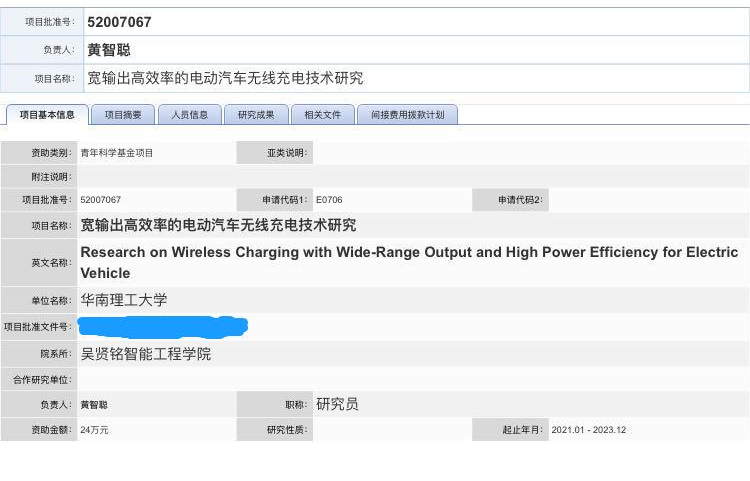 项目批准号： 52007067
负责人： 黄智聪
项目名称： 宽输出高效率的电动汽车无线充电技术研究
项目基本信息 项目摘要 人员信息 研究成果 相关文件 间接费用拨款计划
资助类别： 青年科学基金项目 亚类说明：
附注说明：
项目批准号： 52007067 申请代码1： E0706 申请代码2：
项目名称： 宽输出高效率的电动汽车无线充电技术研究
英文名称： Research on Wireless Charging with Wide-Range Output and High Power Efficiency for Electric
Vehicle
单位名称： 华南理工大学
项目批准文件号：
院系所： 吴贤铭智能工程学院
合作研究单位：
负责人： 黄智聪 职称： 研究员
资助金额： 24万元 研究性质： 起止年月： 2021.01 - 2023.12